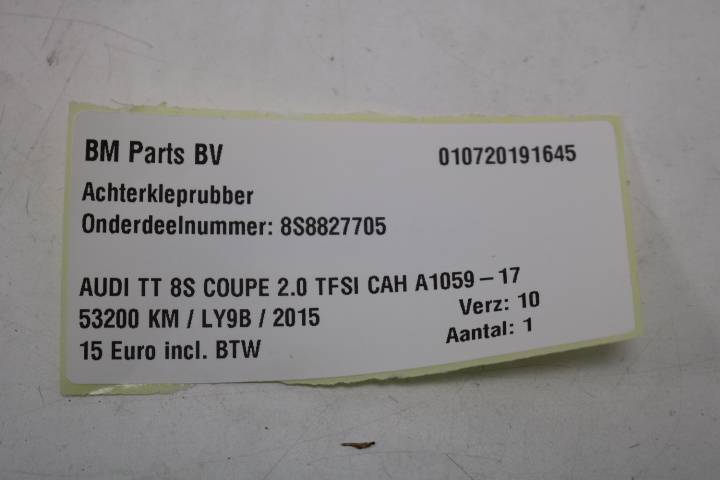 BM Parts BV 010720191645
Achterkleprubber
Onderdeelnummer: 8S8827705
AUDI TT 8S COUPE 2.0 TFSI CAH A1059 – 17
53200 KM / LY9B / 2015 Verz: 10
15 Euro incl. BTW Aantal: 1